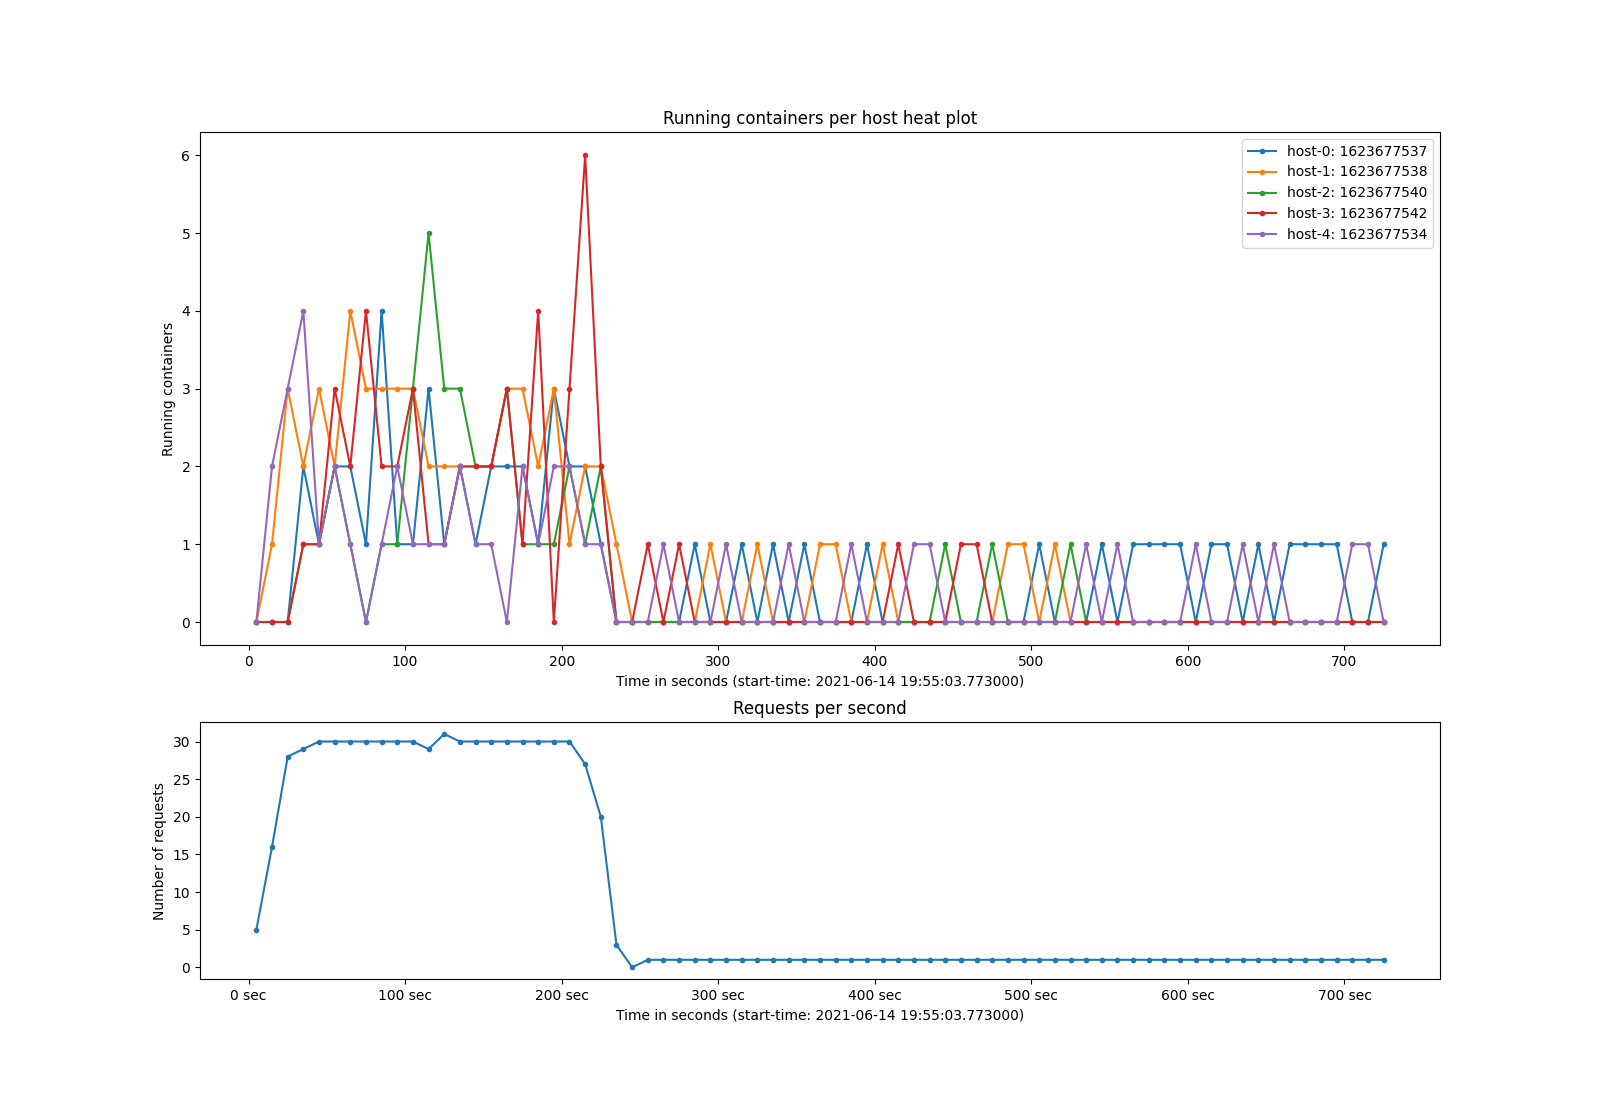 Running containers per host heat plot
host-0: 1623677537
host-1: 1623677538
host-2: 1623677540
host-3: 1623677542
host-4: 1623677534
Running containers
6
5
4
3
2
1
0
0 100 200 300 400 500 600 700
Time in seconds (start-time: 2021-06-14 19:55:03.773000)
Requests per second
Number of requests
30
25
20
15
10
5
0
0 sec 100 sec 200 sec 300 sec 400 sec 500 sec 600 sec 700 sec
Time in seconds (start-time: 2021-06-14 19:55:03.773000)